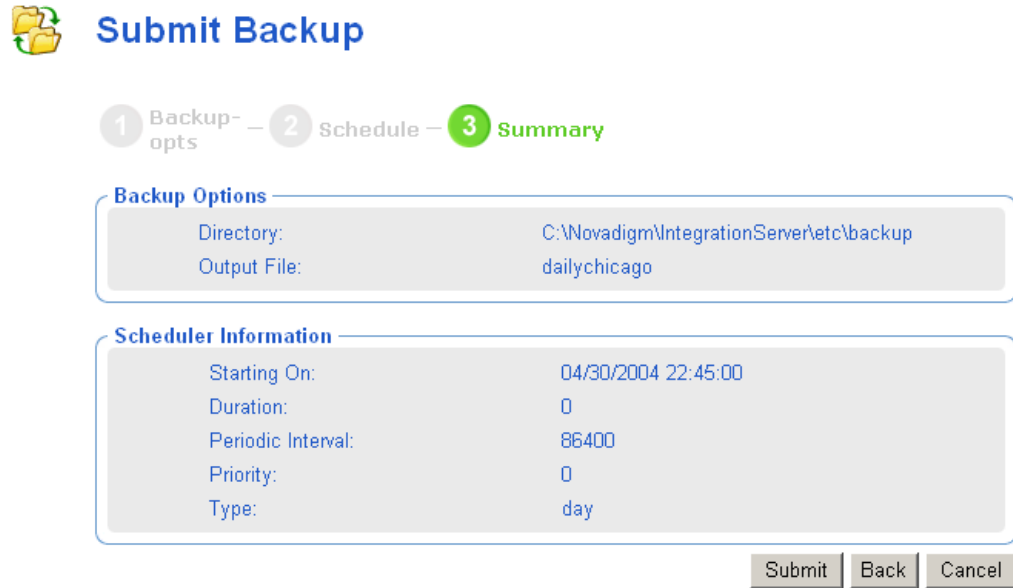 Submit Backup
1 Backup-opts – 2 Schedule – 3 Summary
Backup Options
Directory: C:\Novadigm\IntegrationServer\etc\backup
Output File: dailychicago
Scheduler Information
Starting On: 04/30/2004 22:45:00
Duration: 0
Periodic Interval: 86400
Priority: 0
Type: day
Submit Back Cancel